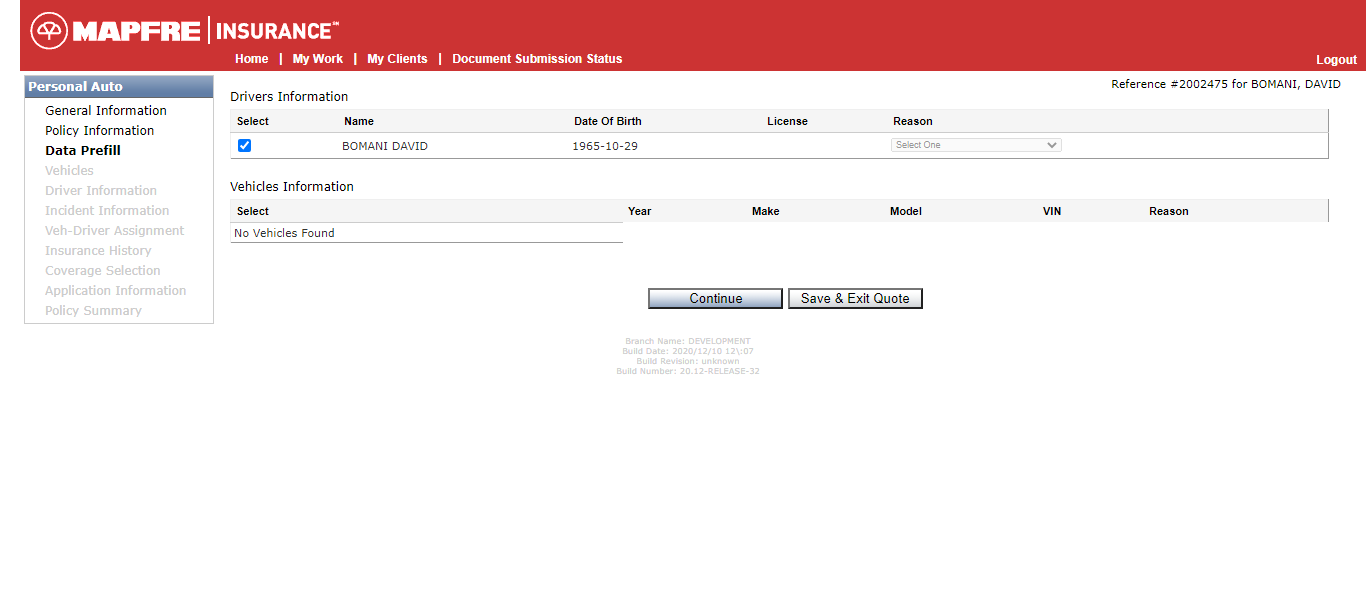 MAPFRE | INSURANCE℠
Home | My Work | My Clients | Document Submission Status
Logout
Reference #2002475 for BOMANI, DAVID
Personal Auto
General Information
Policy Information
Data Prefill
Vehicles
Driver Information
Incident Information
Veh-Driver Assignment
Insurance History
Coverage Selection
Application Information
Policy Summary
Drivers Information
Select Name Date Of Birth License Reason
BOMANI DAVID 1965-10-29 Select One
Vehicles Information
Select Year Make Model VIN Reason
No Vehicles Found
Continue Save & Exit Quote
Branch Name: DEVELOPMENT
Build Date: 2020/12/10 12\:07
Build Revision: unknown
Build Number: 20.12-RELEASE-32